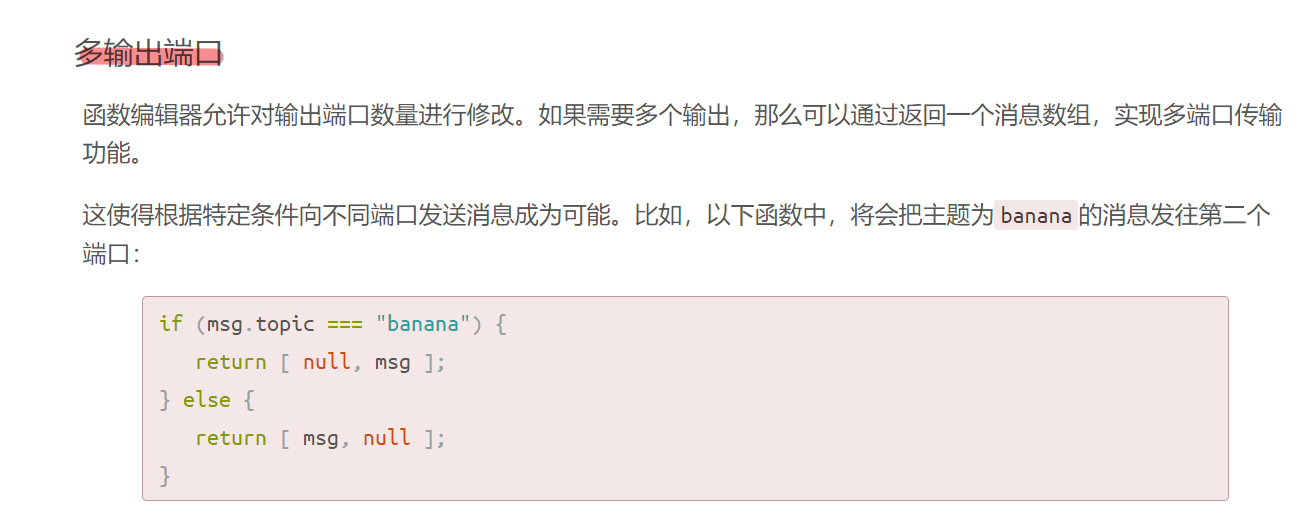 多输出端口
函数编辑器允许对输出端口数量进行修改。如果需要多个输出，那么可以通过返回一个消息数组，实现多端口传输
功能。
这使得根据特定条件向不同端口发送消息成为可能。比如，以下函数中，将会把主题为banana的消息发往第二个
端口：
if (msg.topic === "banana") {
   return [ null, msg ];
} else {
   return [ msg, null ];
}